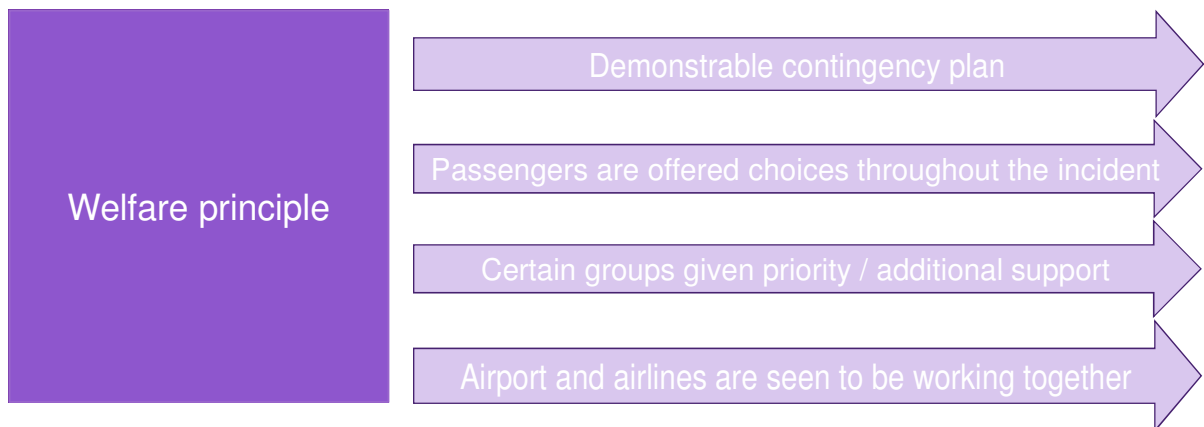 Welfare principle
Demonstrable contingency plan
Passengers are offered choices throughout the incident
Certain groups given priority / additional support
Airport and airlines are seen to be working together